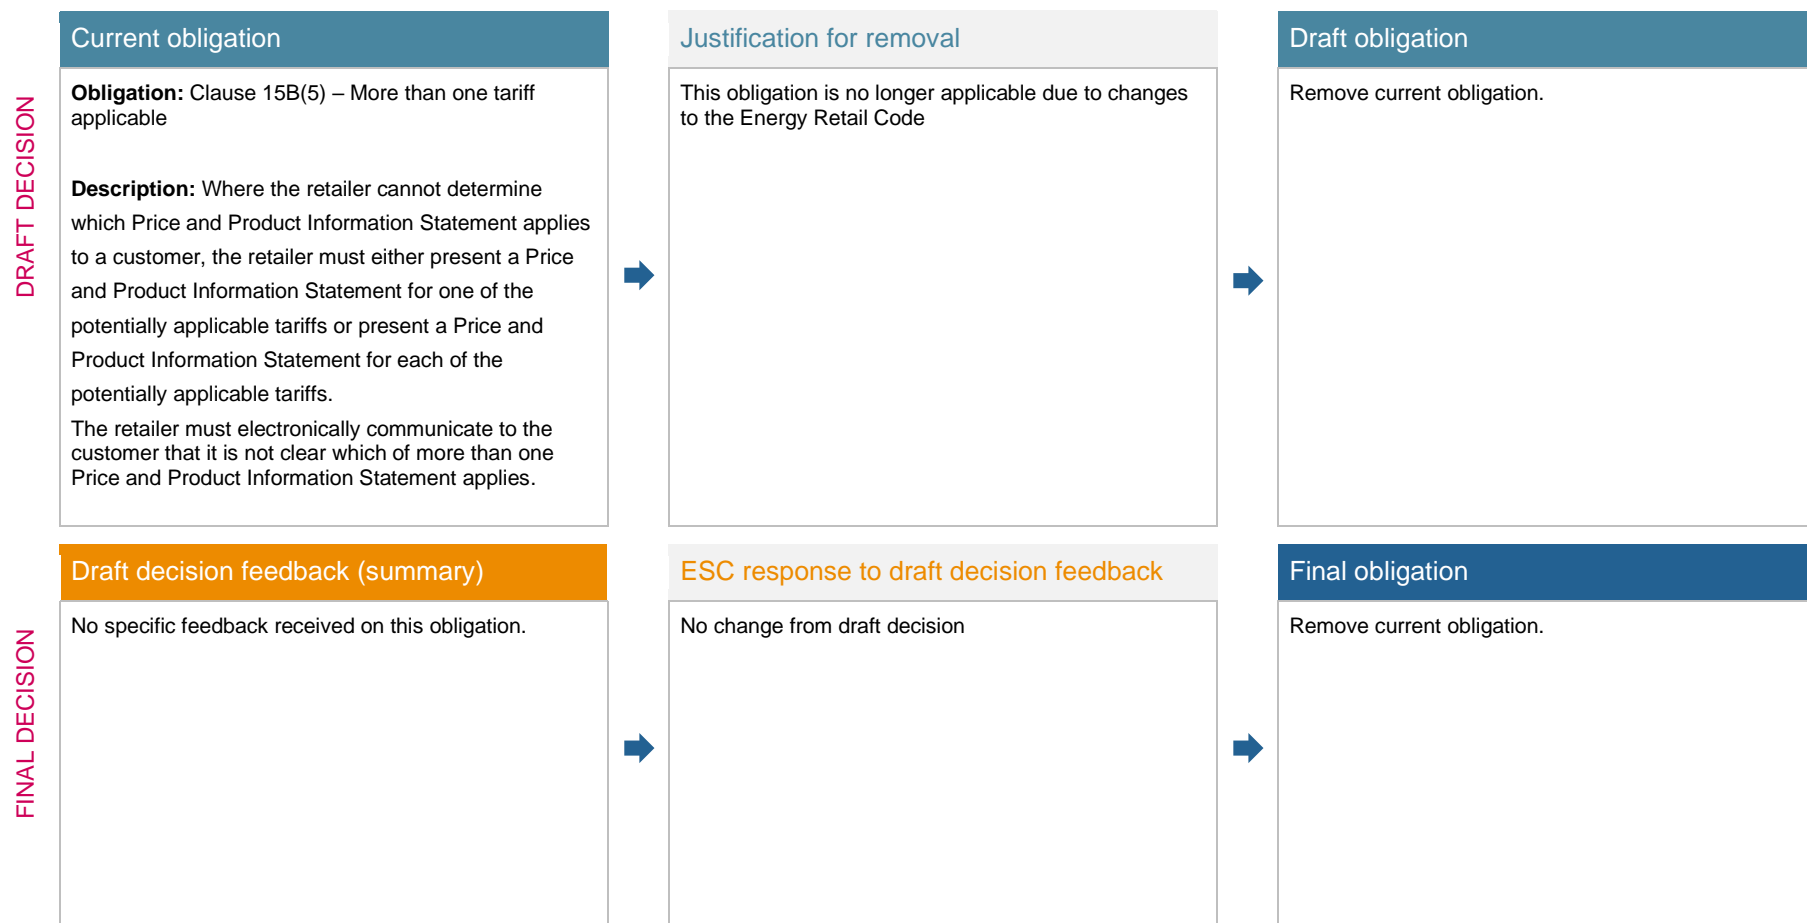 DRAFT DECISION
Current obligation
Obligation: Clause 15B(5) – More than one tariff
applicable
Description: Where the retailer cannot determine
which Price and Product Information Statement applies
to a customer, the retailer must either present a Price
and Product Information Statement for one of the
potentially applicable tariffs or present a Price and
Product Information Statement for each of the
potentially applicable tariffs.
The retailer must electronically communicate to the
customer that it is not clear which of more than one
Price and Product Information Statement applies.
Justification for removal
This obligation is no longer applicable due to changes
to the Energy Retail Code
Draft obligation
Remove current obligation.
FINAL DECISION
Draft decision feedback (summary)
No specific feedback received on this obligation.
ESC response to draft decision feedback
No change from draft decision
Final obligation
Remove current obligation.